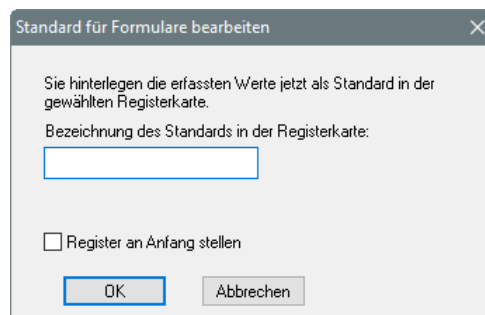 Standard für Formulare bearbeiten
Sie hinterlegen die erfassten Werte jetzt als Standard in der
gewählten Registerkarte.
Bezeichnung des Standards in der Registerkarte:
Register an Anfang stellen
OK
Abbrechen